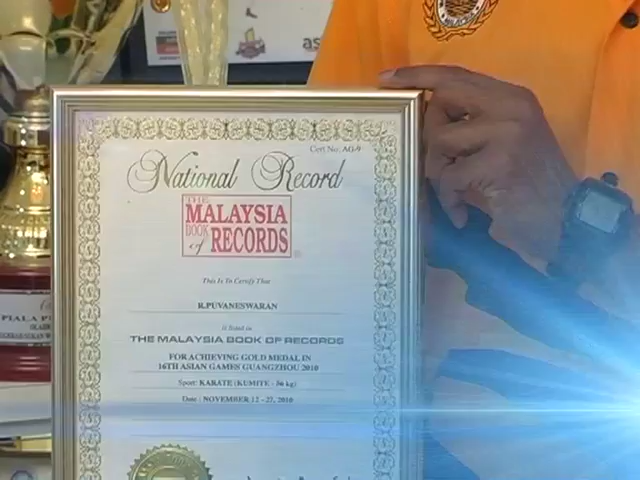 Cert No: AG-9
National Record
THE
MALAYSIA
BOOK
of RECORDS
This Is To Certify That
R.PUVANESWARAN
is listed in
THE MALAYSIA BOOK OF RECORDS
FOR ACHIEVING GOLD MEDAL IN
16TH ASIAN GAMES GUANGZHOU 2010
Sport: KARATE (KUMITE - 56 kg)
Date : NOVEMBER 12 - 27, 2010
MALAYSIA
PIALA P